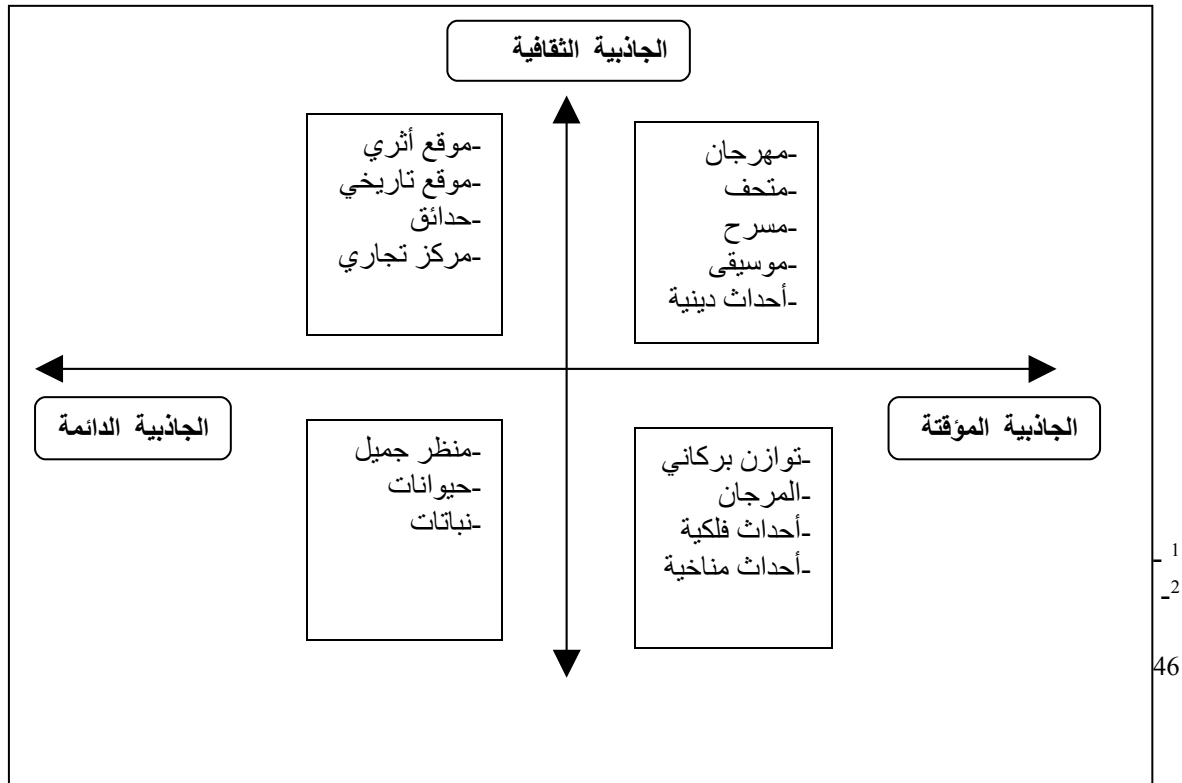 الجاذبية الثقافية
-مهرجان
-متحف
-مسرح
-موسيقى
-أحداث دينية
-موقع أثري
-موقع تاريخي
-حدائق
-مركز تجاري
الجاذبية المؤقتة
الجاذبية الدائمة
-توازن بركاني
-المرجان
-أحداث فلكية
-أحداث مناخية
-منظر جميل
-حيوانات
-نباتات
1 -
2-
46